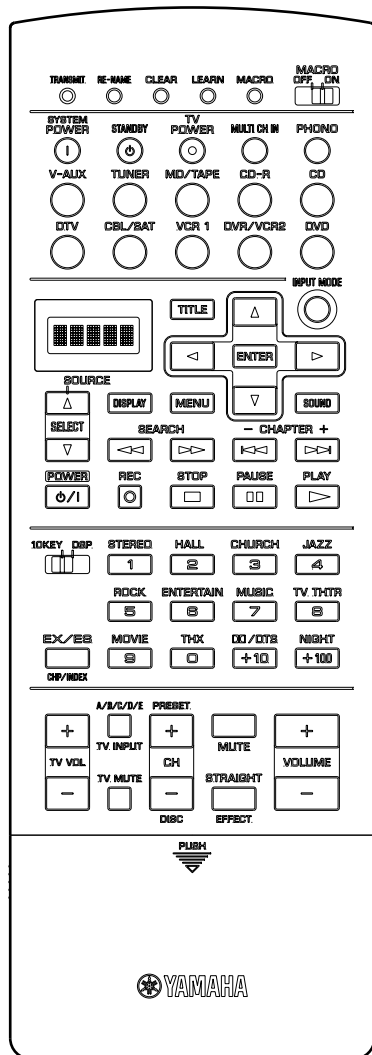 TRANSMIT RE-NAME CLEAR LEARN MACRO MACRO
OFF ON
SYSTEM POWER STANDBY TV POWER MULTI CH IN PHONO
V-AUX TUNER MD/TAPE CD-R CD
DTV CBL/SAT VCR 1 DVR/VCR2 DVD
INPUT MODE
TITLE
ENTER
SOURCE
SELECT DISPLAY MENU SOUND
SEARCH – CHAPTER +
POWER REC STOP PAUSE PLAY
10KEY DSP STEREO HALL CHURCH JAZZ
1 2 3 4
ROCK ENTERTAIN MUSIC TV THTR
5 6 7 8
EX/ES MOVIE THX DD/DTS NIGHT
9 0 +10 +100
CHP/INDEX
A/B/C/D/E PRESET
+ + +
TV INPUT MUTE
TV VOL CH VOLUME
TV MUTE STRAIGHT
– – –
DISC EFFECT
PUSH
YAMAHA